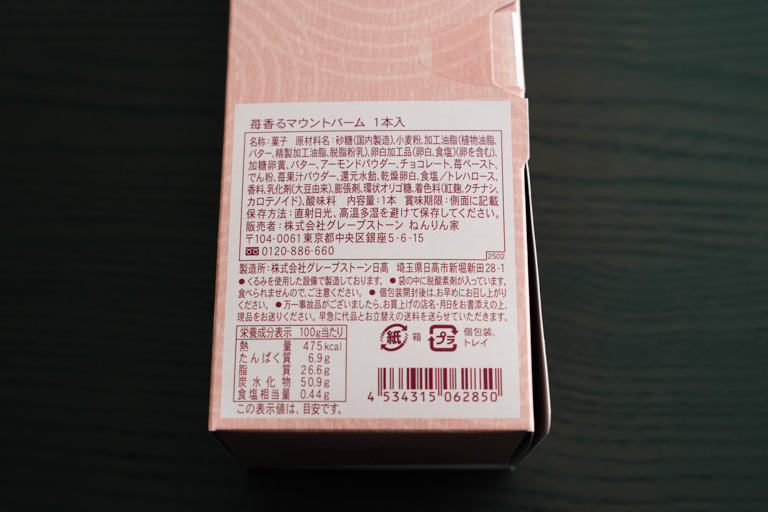 苺香るマウントバーム 1本入
名称:菓子 原材料名:砂糖(国内製造)、小麦粉、加工油脂(植物油脂、
バター、精製加工油脂、脱脂粉乳)、卵白加工品(卵白、食塩)(卵を含む)、
加糖卵黄、バター、アーモンドパウダー、チョコレート、苺ペースト、
でん粉、苺果汁パウダー、還元水飴、乾燥卵白、食塩/トレハロース、
香料、乳化剤(大豆由来)、膨張剤、環状オリゴ糖、着色料(紅麹、クチナシ、
カロテノイド)、酸味料 内容量:1本 賞味期限:側面に記載
保存方法:直射日光、高温多湿を避けて保存してください。
販売者:株式会社グレープストーン ねんりん家
〒104-0061東京都中央区銀座5-6-15
0120-886-660
2502
製造所:株式会社グレープストーン日高 埼玉県日高市新堀新田28-1
●くるみを使用した設備で製造しております。 ●袋の中に脱酸素剤が入っています。
食べられませんので、ご注意ください。 ●個包装開封後は、お早めにお召し上がり
ください。 ●万一事故品がございましたら、お買上げの店名・月日をお書添えの上、
現品をお送りください。早急に代品とお立替えの送料を送らせていただきます。
栄養成分表示 100g当たり
熱量 475kcal
たんぱく質 6.9g
脂質 26.6g
炭水化物 50.9g
食塩相当量 0.44g
この表示値は、目安です。
紙 箱
プラ 個包装、
トレイ
4 534315 062850